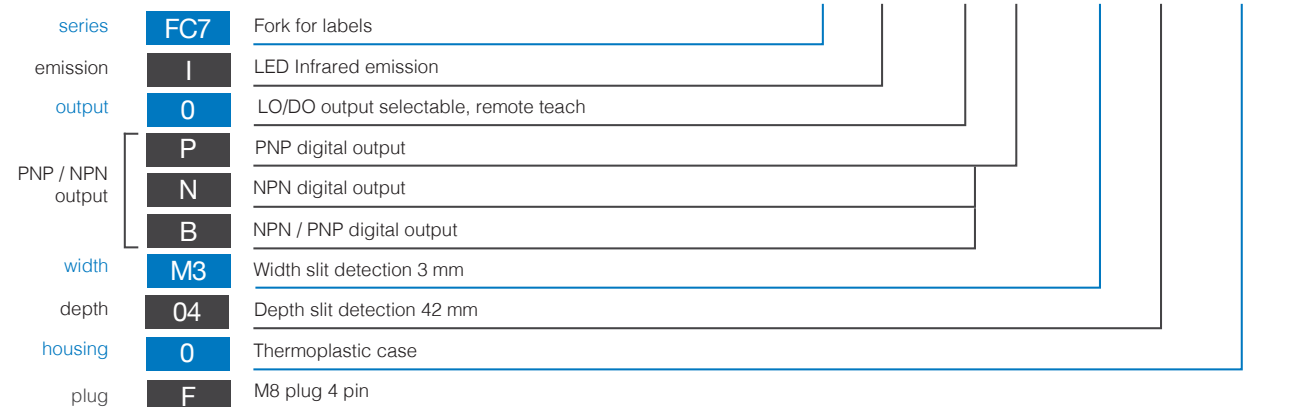 series FC7 Fork for labels
emission I LED Infrared emission
output 0 LO/DO output selectable, remote teach
P PNP digital output
PNP / NPN
output
N NPN digital output
B NPN / PNP digital output
width M3 Width slit detection 3 mm
depth 04 Depth slit detection 42 mm
housing 0 Thermoplastic case
plug F M8 plug 4 pin